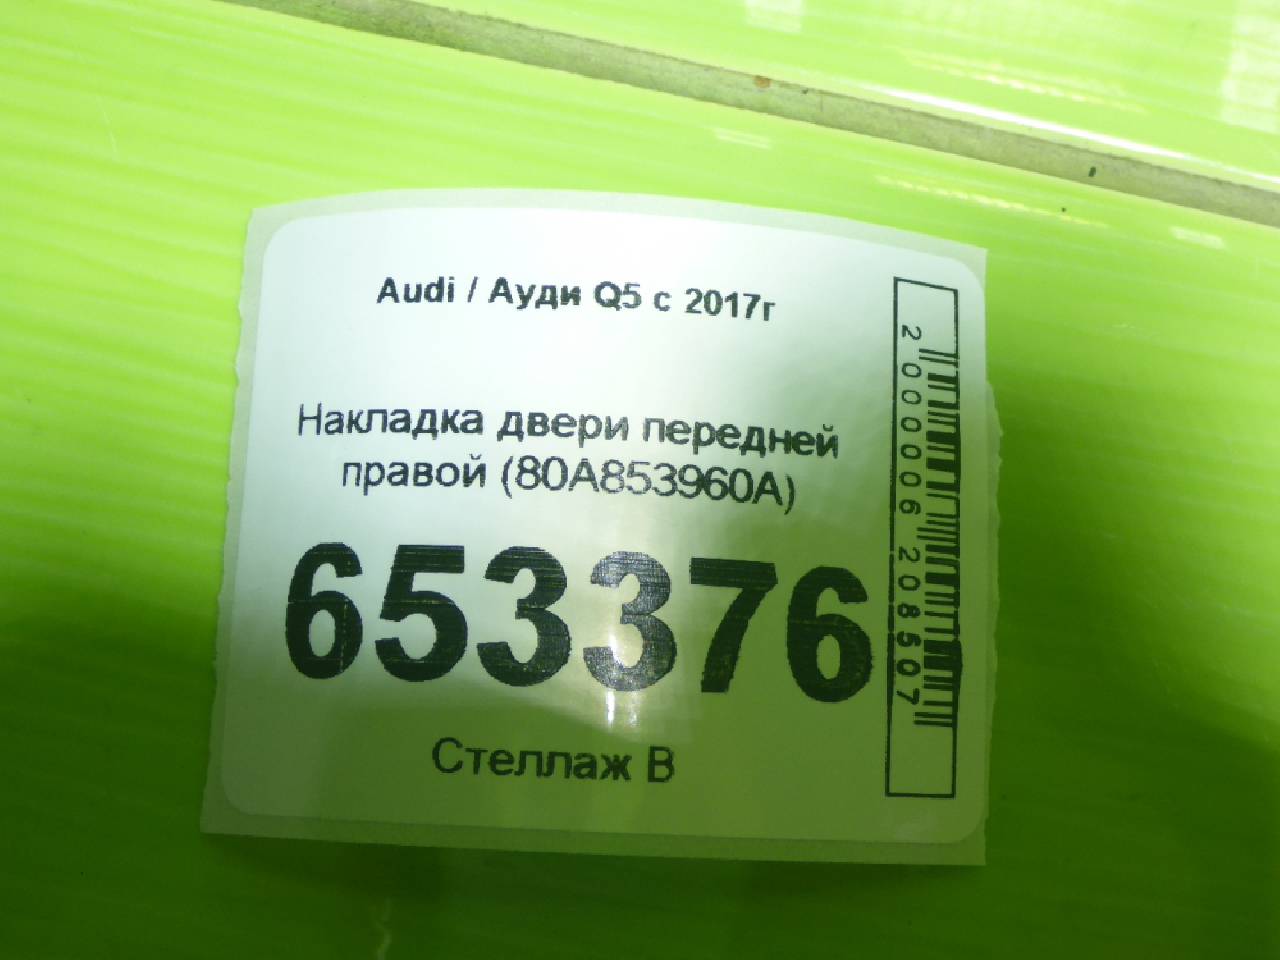 Audi / Ауди Q5 с 2017г
Накладка двери передней
правой (80A853960A)
653376
Стеллаж В
2 000006 208507